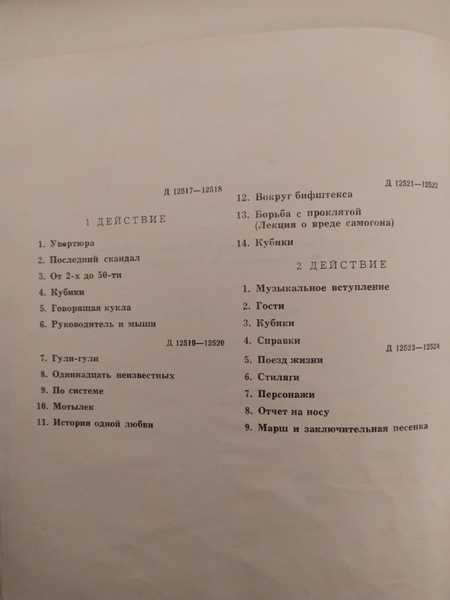 Д 12517—12518
1 ДЕЙСТВИЕ
1. Увертюра
2. Последний скандал
3. От 2-х до 50-ти
4. Кубики
5. Говорящая кукла
6. Руководитель и мыши
Д 12519—12520
7. Гули-гули
8. Одиннадцать неизвестных
9. По системе
10. Мотылек
11. История одной любви
Д 12521—12522
12. Вокруг бифштекса
13. Борьба с проклятой
(Лекция о вреде самогона)
14. Кубики
2 ДЕЙСТВИЕ
1. Музыкальное вступление
2. Гости
3. Кубики
4. Справки
Д 12523—12524
5. Поезд жизни
6. Стиляги
7. Персонажи
8. Отчет на носу
9. Марш и заключительная песенка